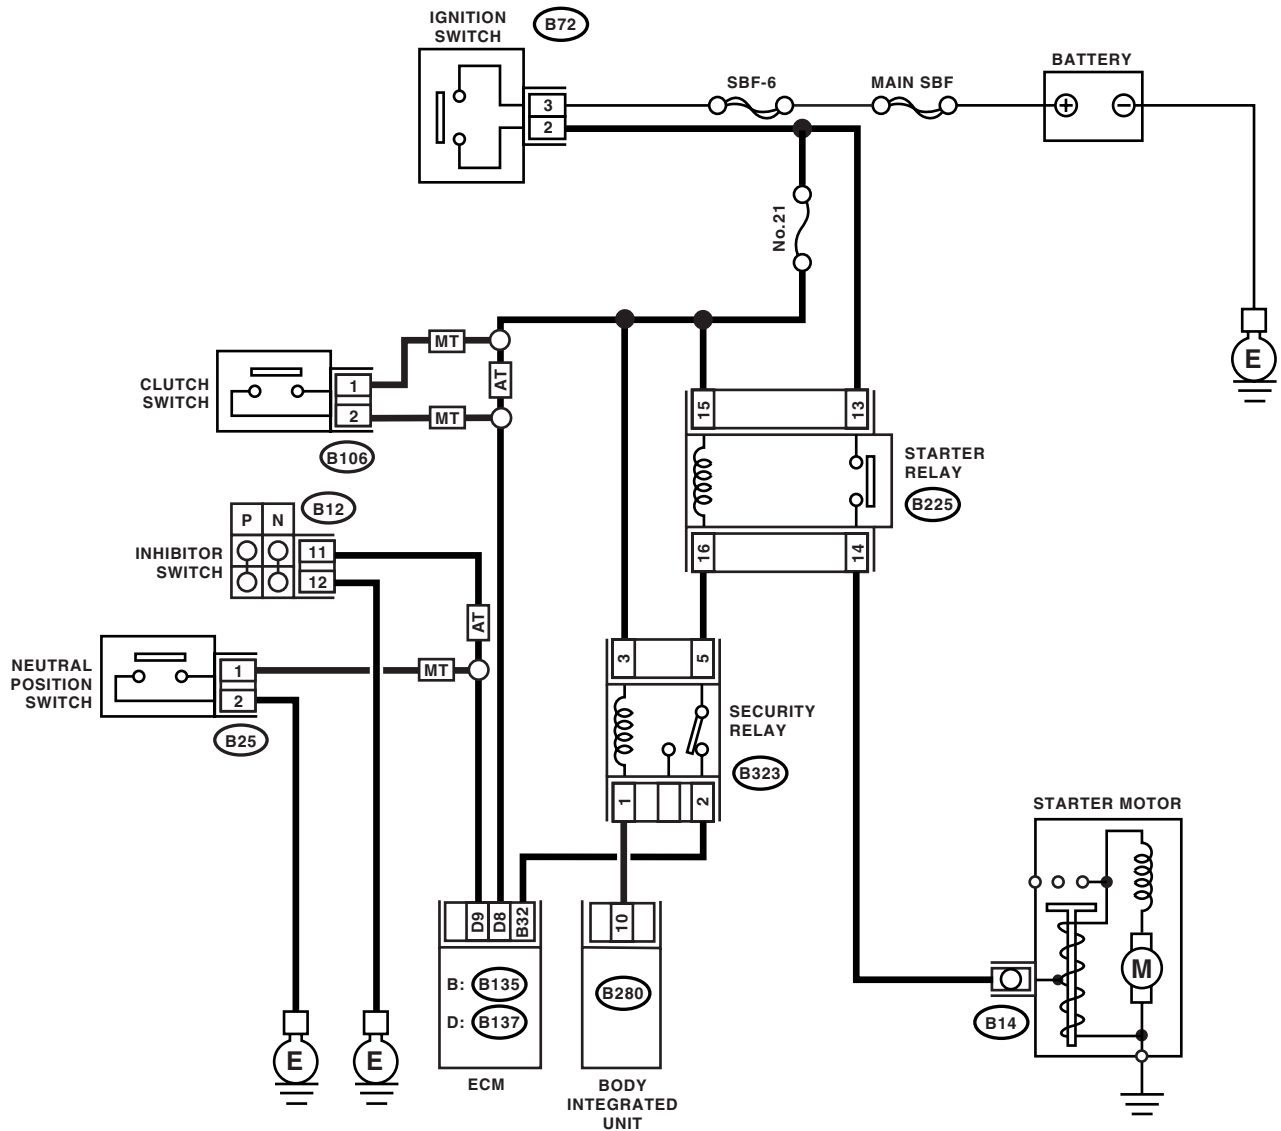 IGNITION
SWITCH
B72
3
2
SBF-6
MAIN SBF
BATTERY
+
−
No.21
E
MT
AT
MT
CLUTCH
SWITCH
1
2
B106
15
13
STARTER
RELAY
B225
16
14
B12
P N
INHIBITOR
SWITCH
11
12
AT
NEUTRAL
POSITION
SWITCH
1
2
MT
B25
3
5
SECURITY
RELAY
B323
1
2
STARTER MOTOR
M
B14
D9
D8
B32
B: B135
D: B137
ECM
10
B280
BODY
INTEGRATED
UNIT
E
E